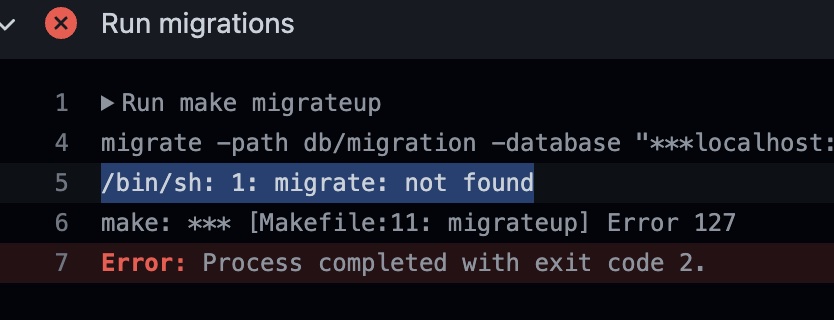 Run migrations
1 ▶ Run make migrateup
4 migrate -path db/migration -database "***localhost:
5 /bin/sh: 1: migrate: not found
6 make: *** [Makefile:11: migrateup] Error 127
7 Error: Process completed with exit code 2.